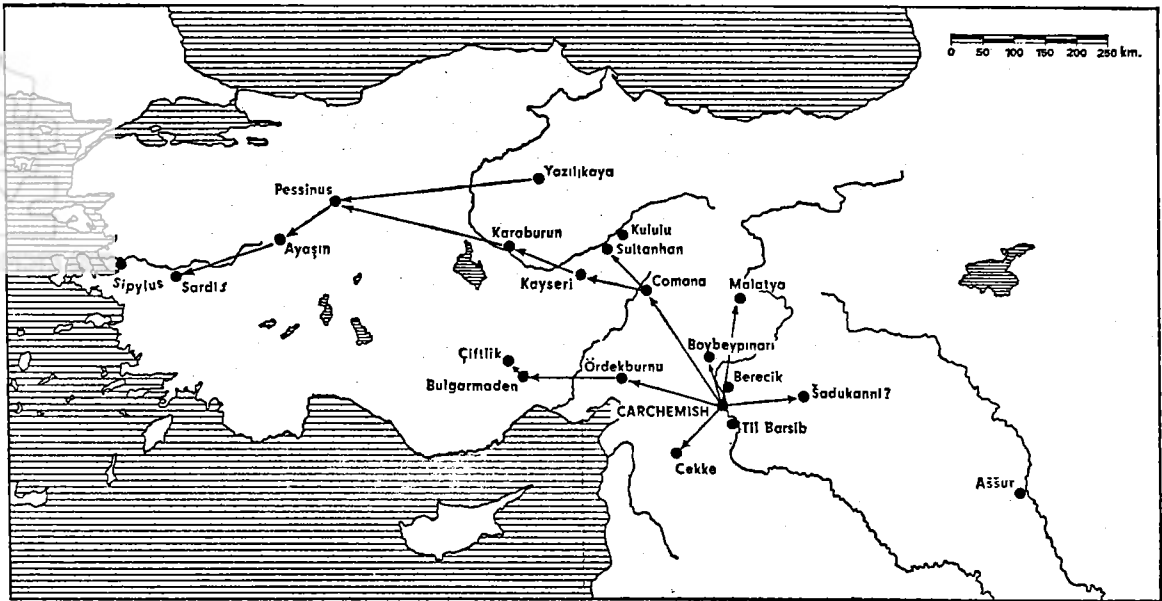 0 50 100 150 200 250 km.
Yazılıkaya
Pessinus
Kululu
Karaburun
Sultanhan
Ayaşın
Sipylus
Sardis
Kayseri
Comana
Malatya
Boybeypınarı
Çiftlik
Ördekburnu
Bulgarmaden
Berecik
Šadukanni?
CARCHEMISH
Til Barsib
Cekke
Aššur